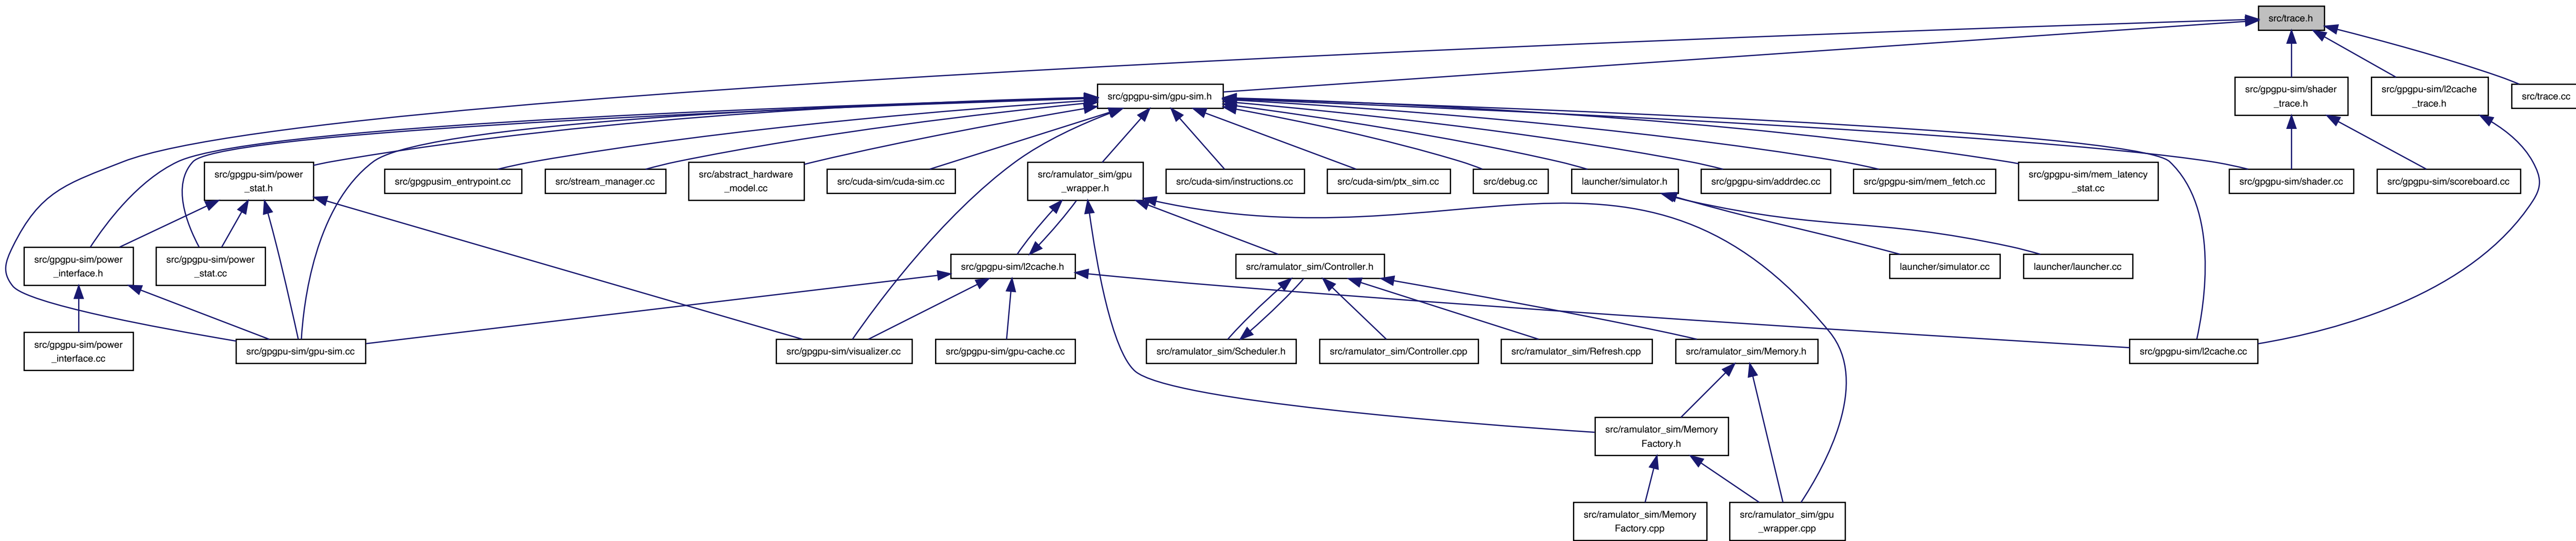 src/trace.h
src/gpgpu-sim/gpu-sim.h
src/gpgpu-sim/shader
_trace.h
src/gpgpu-sim/l2cache
_trace.h
src/trace.cc
src/gpgpu-sim/power
_stat.h
src/gpgpusim_entrypoint.cc
src/stream_manager.cc
src/abstract_hardware
_model.cc
src/cuda-sim/cuda-sim.cc
src/ramulator_sim/gpu
_wrapper.h
src/cuda-sim/instructions.cc
src/cuda-sim/ptx_sim.cc
src/debug.cc
launcher/simulator.h
src/gpgpu-sim/addrdec.cc
src/gpgpu-sim/mem_fetch.cc
src/gpgpu-sim/mem_latency
_stat.cc
src/gpgpu-sim/shader.cc
src/gpgpu-sim/scoreboard.cc
src/gpgpu-sim/power
_interface.h
src/gpgpu-sim/power
_stat.cc
src/gpgpu-sim/l2cache.h
src/ramulator_sim/Controller.h
launcher/simulator.cc
launcher/launcher.cc
src/gpgpu-sim/power
_interface.cc
src/gpgpu-sim/gpu-sim.cc
src/gpgpu-sim/visualizer.cc
src/gpgpu-sim/gpu-cache.cc
src/ramulator_sim/Scheduler.h
src/ramulator_sim/Controller.cpp
src/ramulator_sim/Refresh.cpp
src/ramulator_sim/Memory.h
src/gpgpu-sim/l2cache.cc
src/ramulator_sim/Memory
Factory.h
src/ramulator_sim/Memory
Factory.cpp
src/ramulator_sim/gpu
_wrapper.cpp